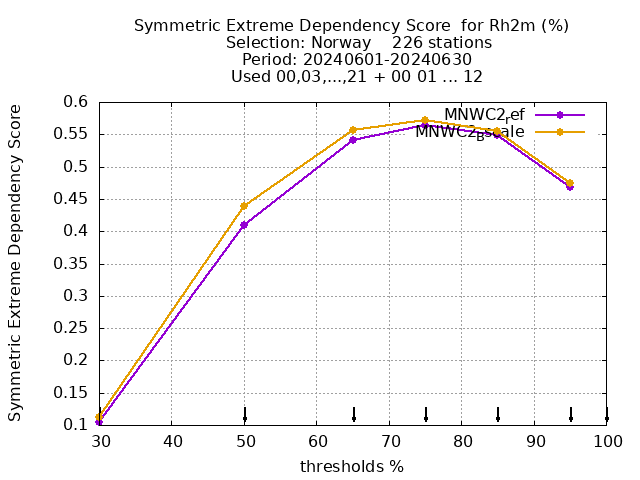 Symmetric Extreme Dependency Score  for Rh2m (%)
Selection: Norway    226 stations
Period: 20240601-20240630
Used 00,03,...,21 + 00 01 ... 12
Symmetric Extreme Dependency Score
0.6
0.55
0.5
0.45
0.4
0.35
0.3
0.25
0.2
0.15
0.1
MNWC2ref
MNWC2Bscale
30 40 50 60 70 80 90 100
thresholds %